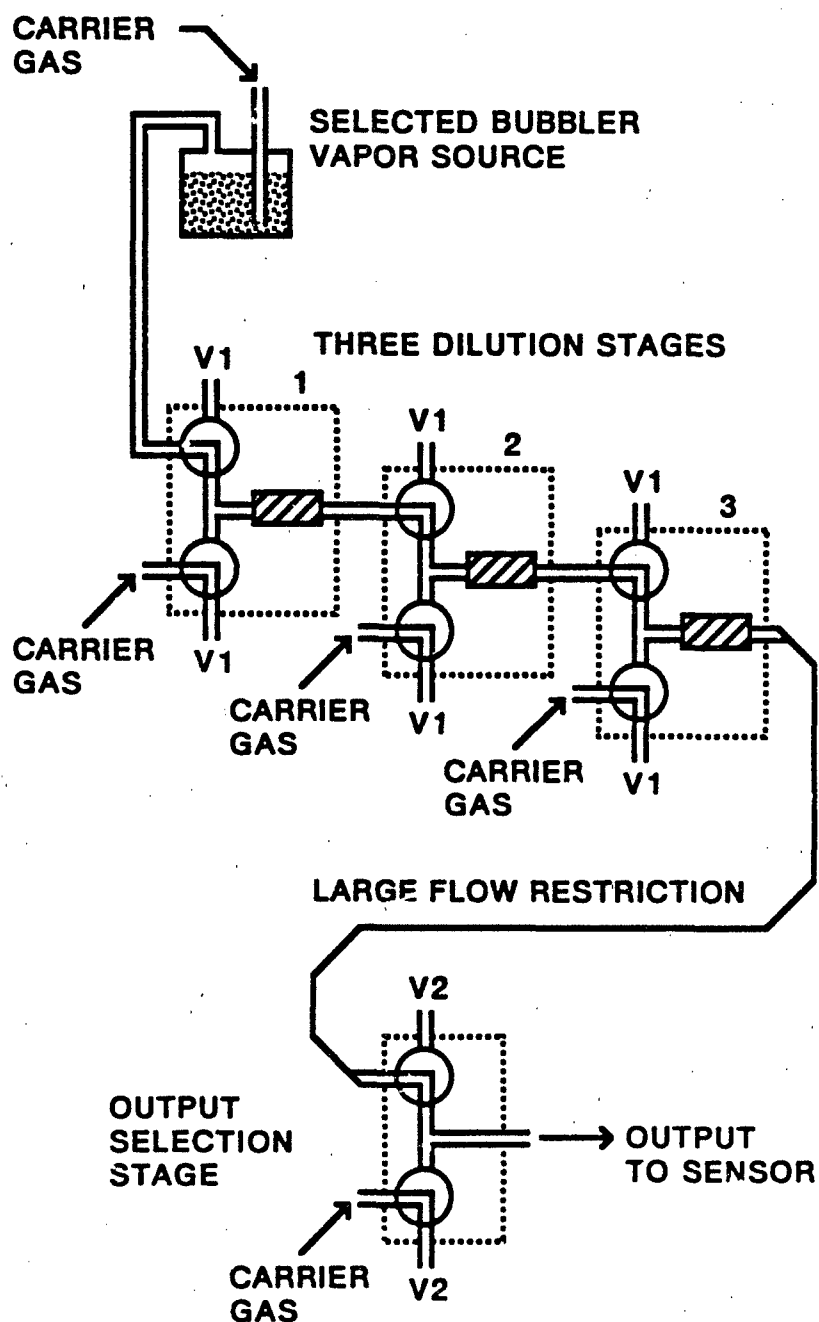 CARRIER
GAS
SELECTED BUBBLER
VAPOR SOURCE
THREE DILUTION STAGES
V1
1
V1
2
V1
3
CARRIER
GAS
V1
CARRIER
GAS
V1
CARRIER
GAS
V1
LARGE FLOW RESTRICTION
V2
OUTPUT
SELECTION
STAGE
OUTPUT
TO SENSOR
CARRIER
GAS
V2